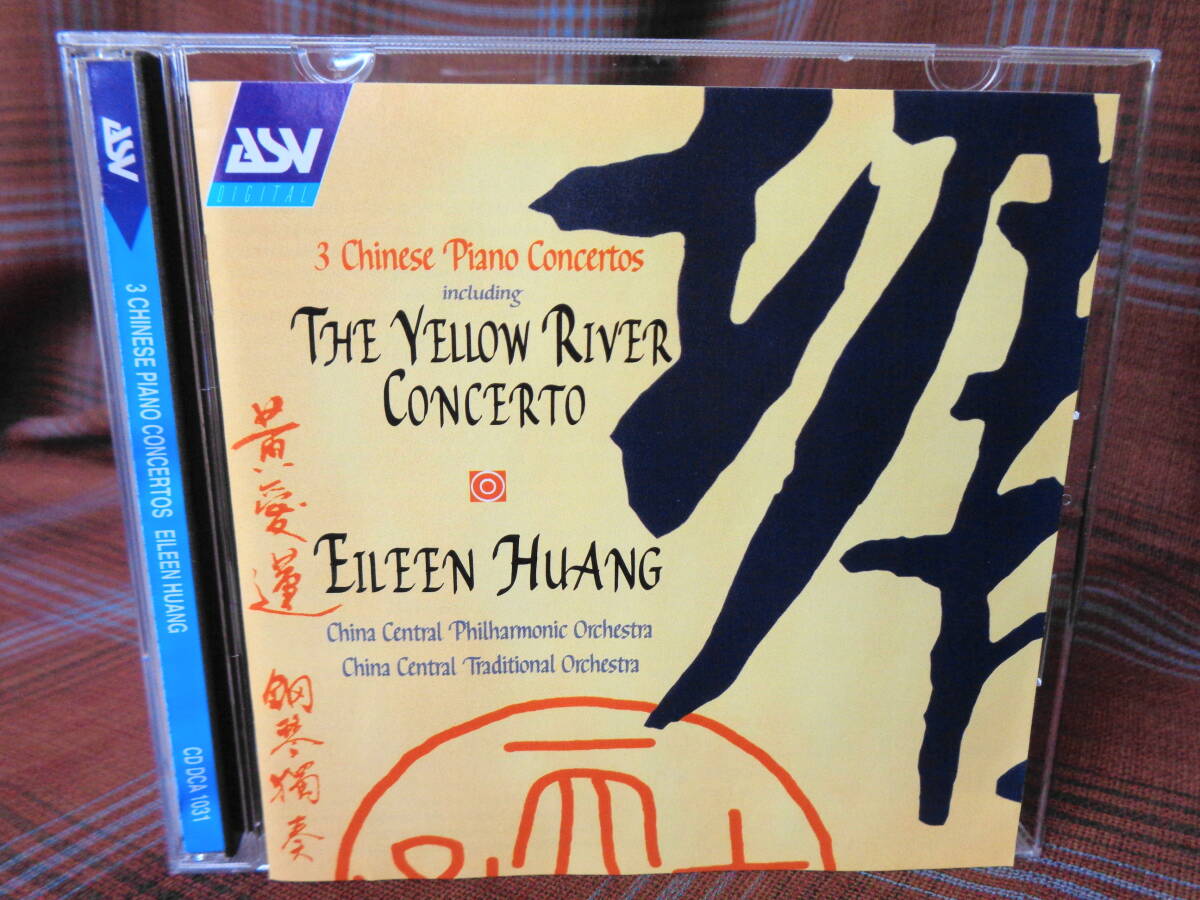 ASV
DIGITAL
3 Chinese Piano Concertos
including
THE YELLOW RIVER
CONCERTO
EILEEN HUANG
China Central Philharmonic Orchestra
China Central Traditional Orchestra
黃愛蓮
鋼琴獨奏
ASV
3 CHINESE PIANO CONCERTOS EILEEN HUANG
CD DCA 1031